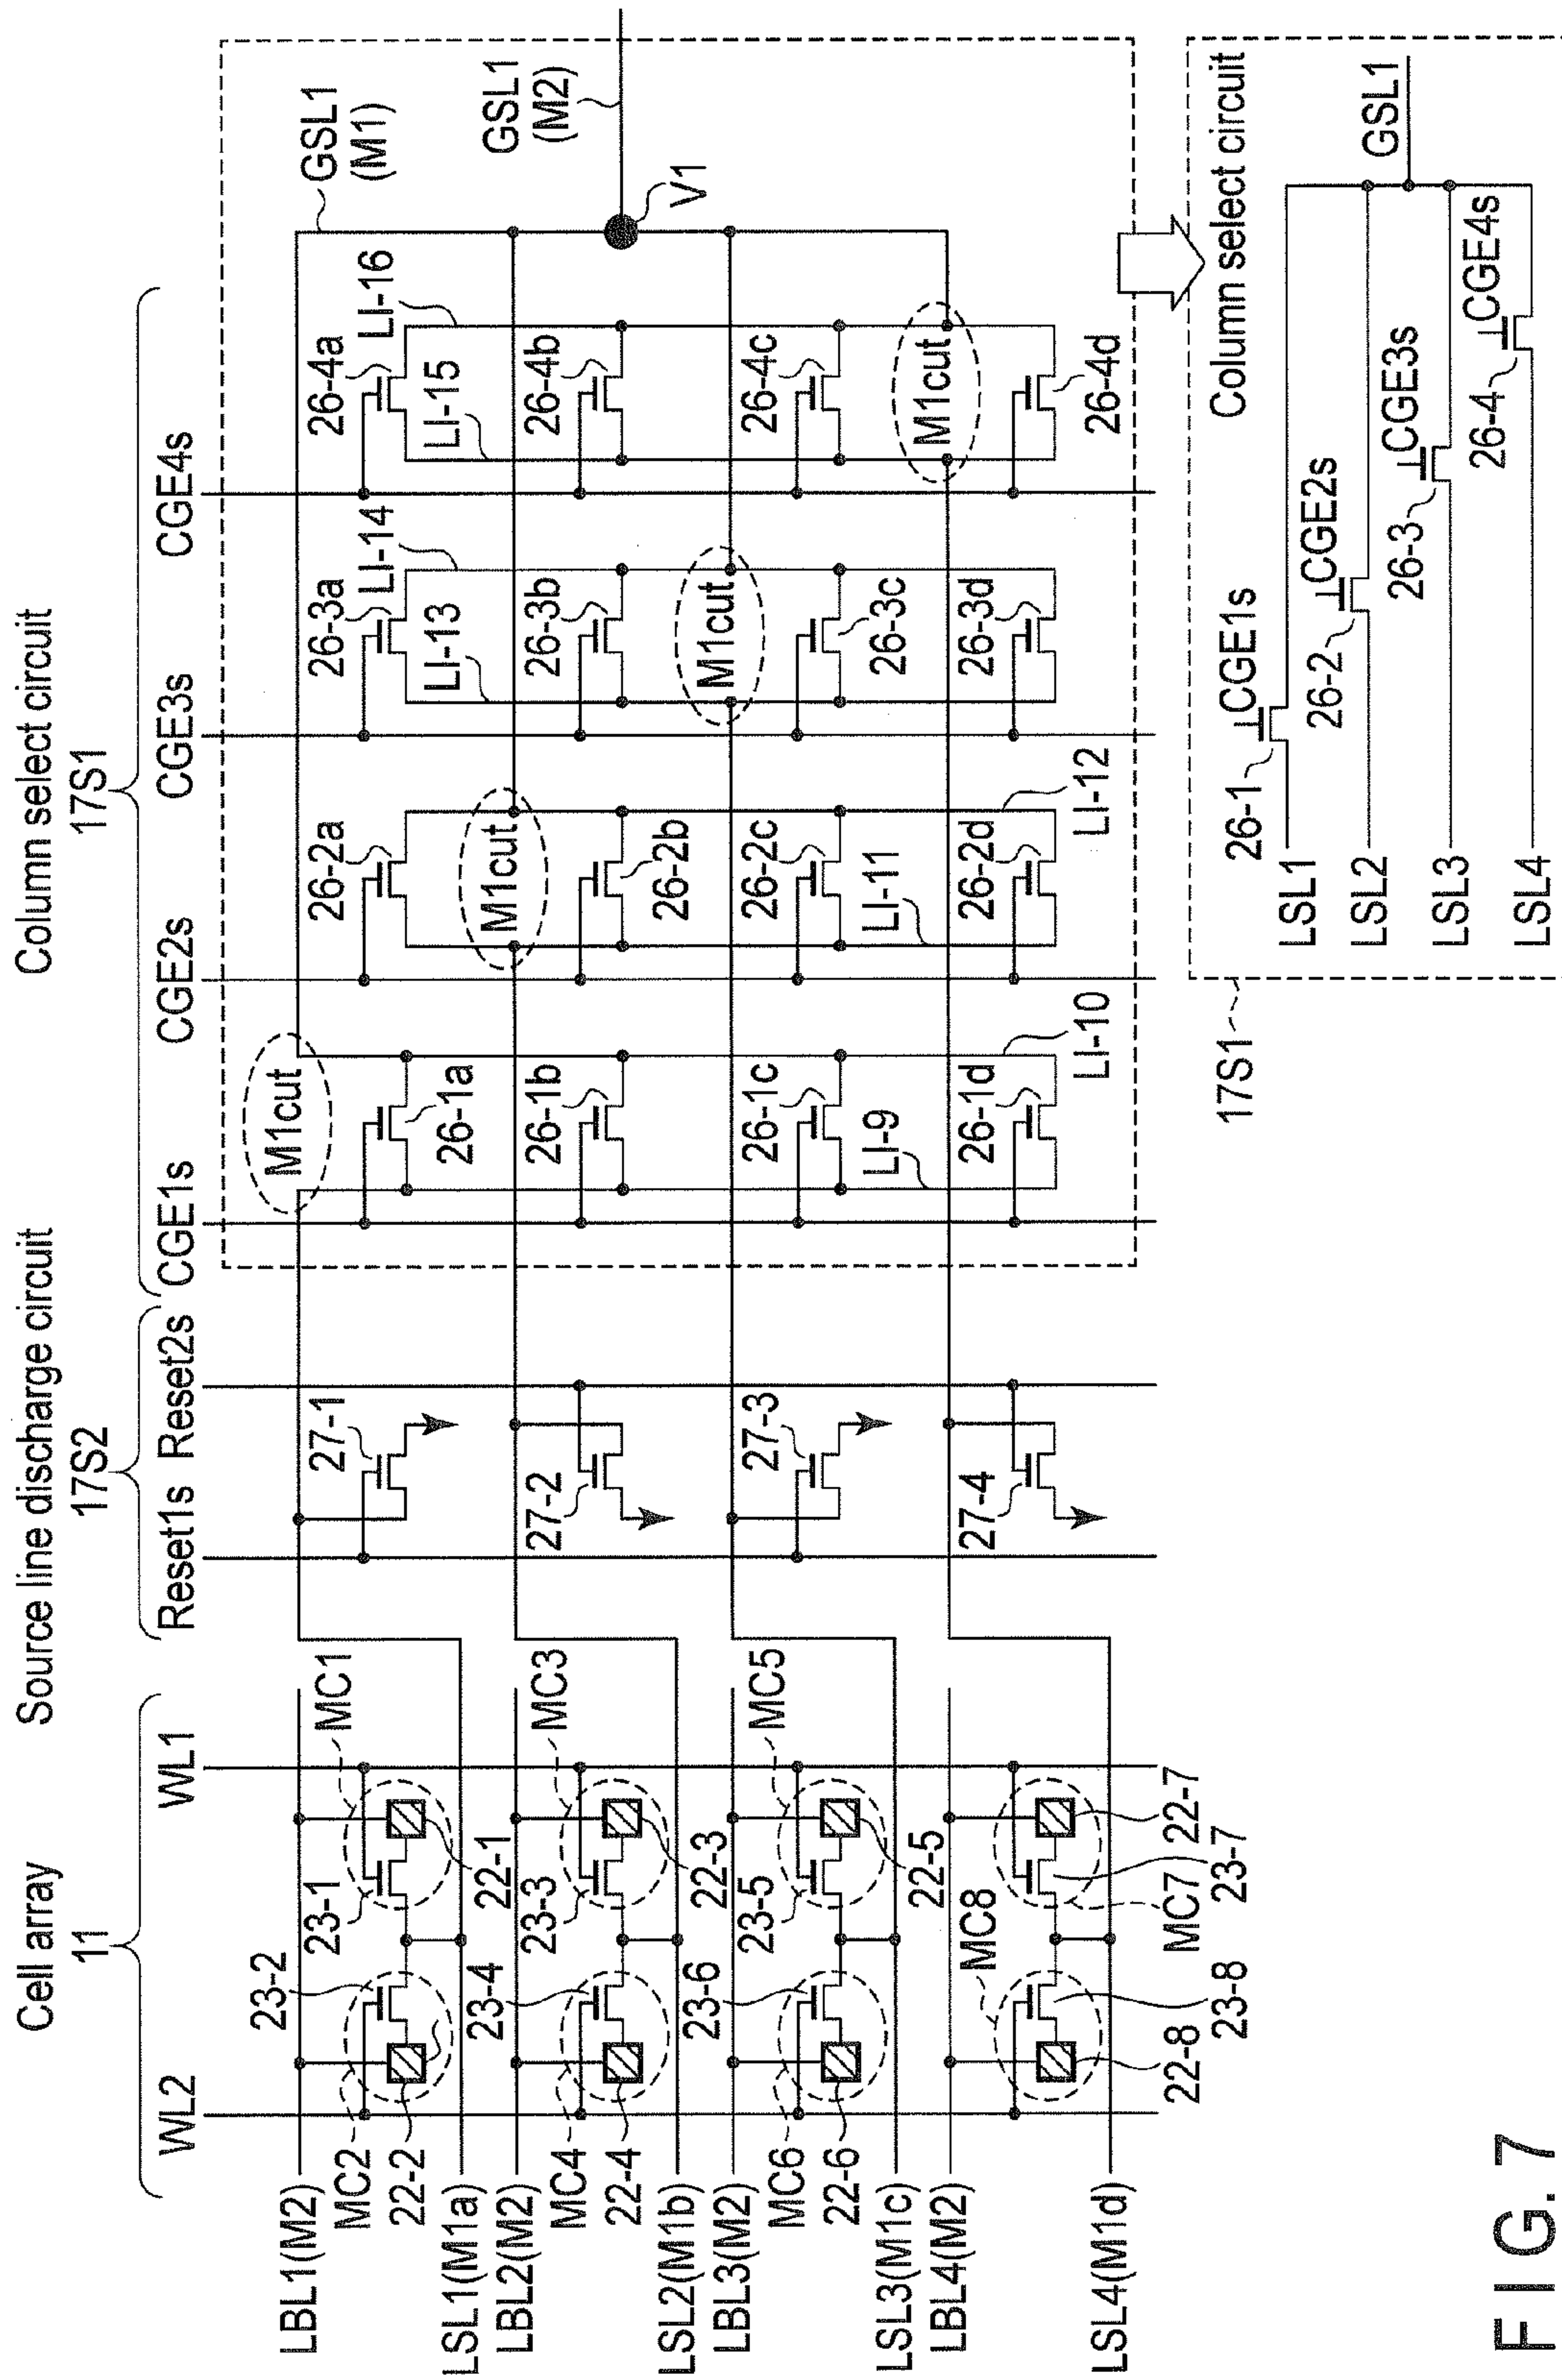 Cell array
11
Source line discharge circuit
17S2
Column select circuit
17S1
WL2
WL1
Reset1s
Reset2s
CGE1s
CGE2s
CGE3s
CGE4s
LBL1(M2)
MC2
22-2
LSL1(M1a)
LBL2(M2)
MC4
22-4
LSL2(M1b)
LBL3(M2)
MC6
22-6
LSL3(M1c)
LBL4(M2)
LSL4(M1d)
23-2
23-1
MC1
22-1
23-4
23-3
MC3
22-3
23-6
23-5
MC5
22-5
MC8
22-8
23-8
MC7
23-7
22-7
27-1
27-2
27-3
27-4
M1cut
26-1a
26-1b
26-1c
LI-9
26-1d
LI-10
26-2a
M1cut
26-2b
26-2c
LI-11
26-2d
LI-12
26-3a
LI-14
LI-13
26-3b
M1cut
26-3c
26-3d
26-4a
LI-16
LI-15
26-4b
26-4c
M1cut
26-4d
GSL1
(M1)
GSL1
(M2)
V1
17S1
Column select circuit
26-1
CGE1s
LSL1
26-2
CGE2s
LSL2
26-3
CGE3s
LSL3
26-4
CGE4s
LSL4
GSL1
FIG. 7